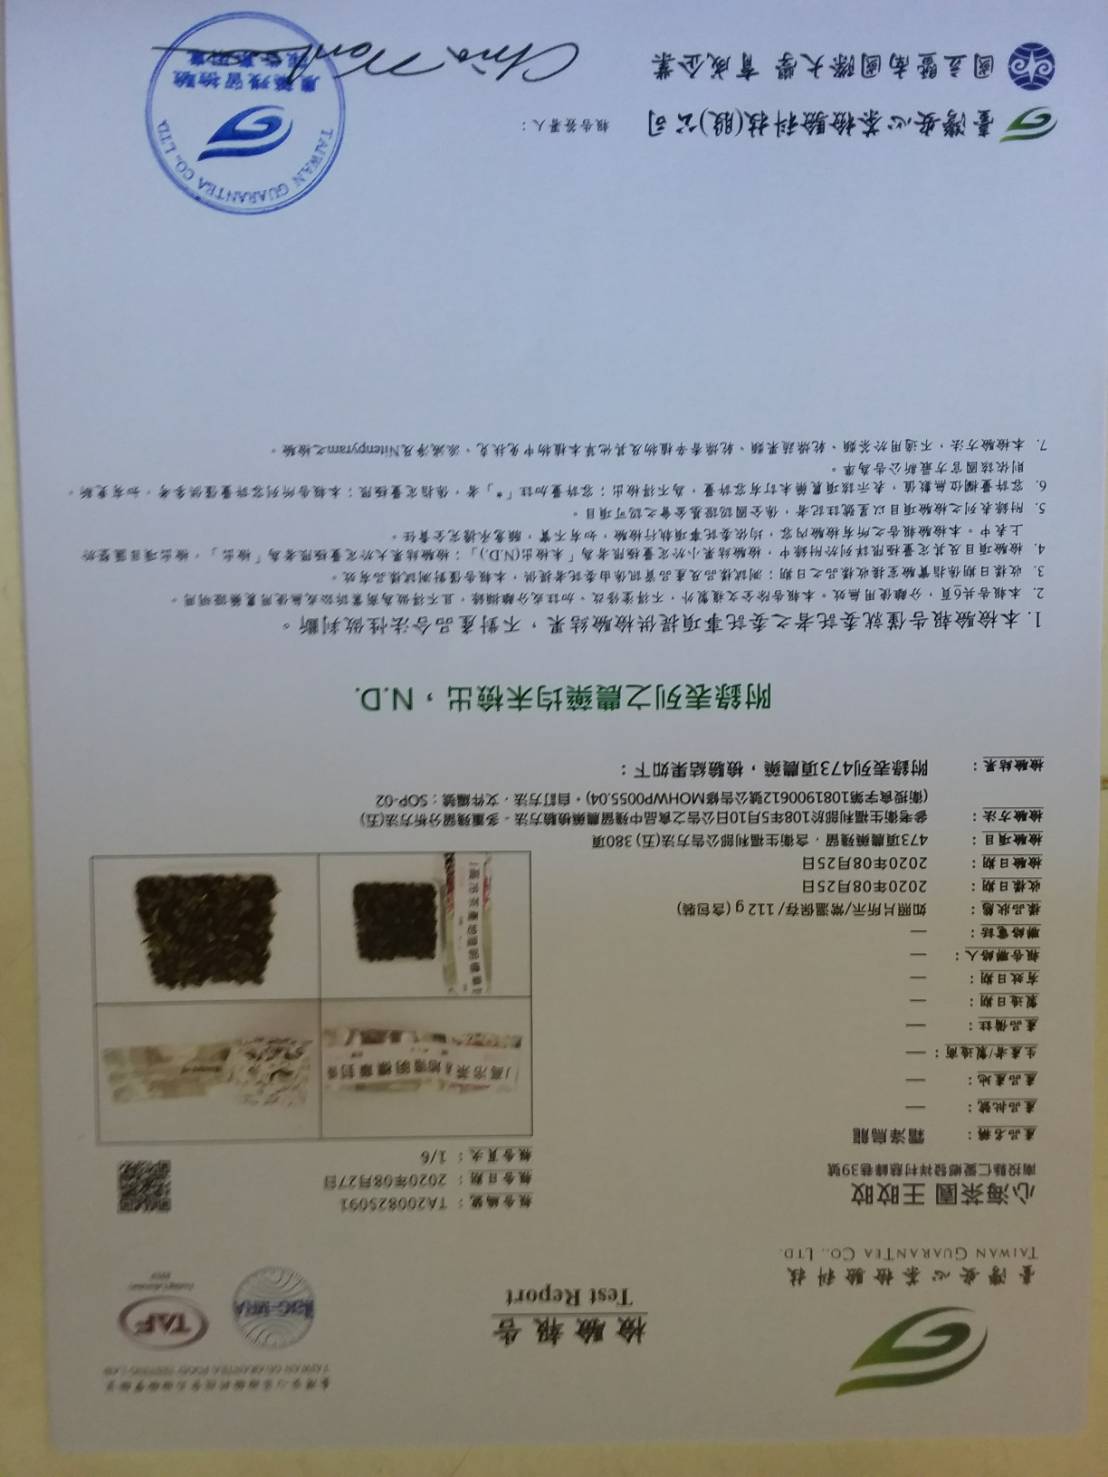 臺灣安心茶檢驗科技
TAIWAN GUARANTEA CO., LTD.
檢驗報告
Test Report
TAIWAN GUARANTEA FOOD TESTING LAB
ilac-MRA
TAF
心海茶園 王旼旼
南投縣仁愛鄉發祥村慈峰巷39號
產品名稱： 霜降烏龍
產品批號： —
產品產地： —
生產者/製造商： —
產品備註： —
製造日期： —
有效日期： —
報告聯絡人： —
聯絡電話： —
樣品狀態： 如照片所示/常溫保存/ 112 g (含包裝)
收樣日期： 2020年08月25日
檢驗日期： 2020年08月25日
檢驗項目： 473項農藥殘留，含衛生福利部公告方法(五) 380項
檢驗方法： 參考衛生福利部於108年5月10日公告之食品中殘留農藥檢驗方法－多重殘留分析方法(五)
(衛授食字第1081900612號公告修MOHWP0055.04)。自訂方法，文件編號：SOP-02
檢驗結果： 附錄表列473項農藥，檢驗結果如下：
報告編號： TA200825091
報告日期： 2020年08月27日
報告頁次： 1/6
高冷茶
地透明標章封條
附錄表列之農藥均未檢出，N.D.
1. 本檢驗報告僅就委託者之委託事項提供檢驗結果，不對產品合法性做判斷。
2. 本報告共6頁，分離使用無效。本報告除全文複製外，不得塗修改、加註或分離擷錄，且不得做為商業訴訟或無使用農藥證明用。
3. 收樣日期係指實驗室接收樣品之日期；測試樣品及產品資訊係由委託者提供，本報告僅對測試樣品有效。
4. 檢驗項目及其定量極限詳列於附錄中，檢驗結果小於定量極限者為「未檢出(N.D.)」；檢驗結果大於定量極限者為「檢出」，檢出項目匯整於
上表中。本檢驗報告之所有檢驗內容，均依委託事項執行檢驗，如有不實，願意承擔完全責任。
5. 附錄表列之檢驗項目以星號註記者，係全國認證基金會之認可項目。
6. 容許量欄位無數值，表示該項農藥未訂有容許量，為不得檢出；容許量加註「*」者，係指定量極限；本報告所列容許量僅供參考，如有更新，
則依該國官方最新公告為準。
7. 本檢驗方法，不適用於茶類、乾燥蔬果類、乾燥香辛植物及其他草本植物中免扶克、派滅淨及Nitenpyram之檢驗。
臺灣安心茶檢驗科技(股)公司
國立暨南國際大學 育成企業
報告簽署人：
TAIWAN GUARANTEA CO., LTD
農藥殘留檢驗
報告專用章